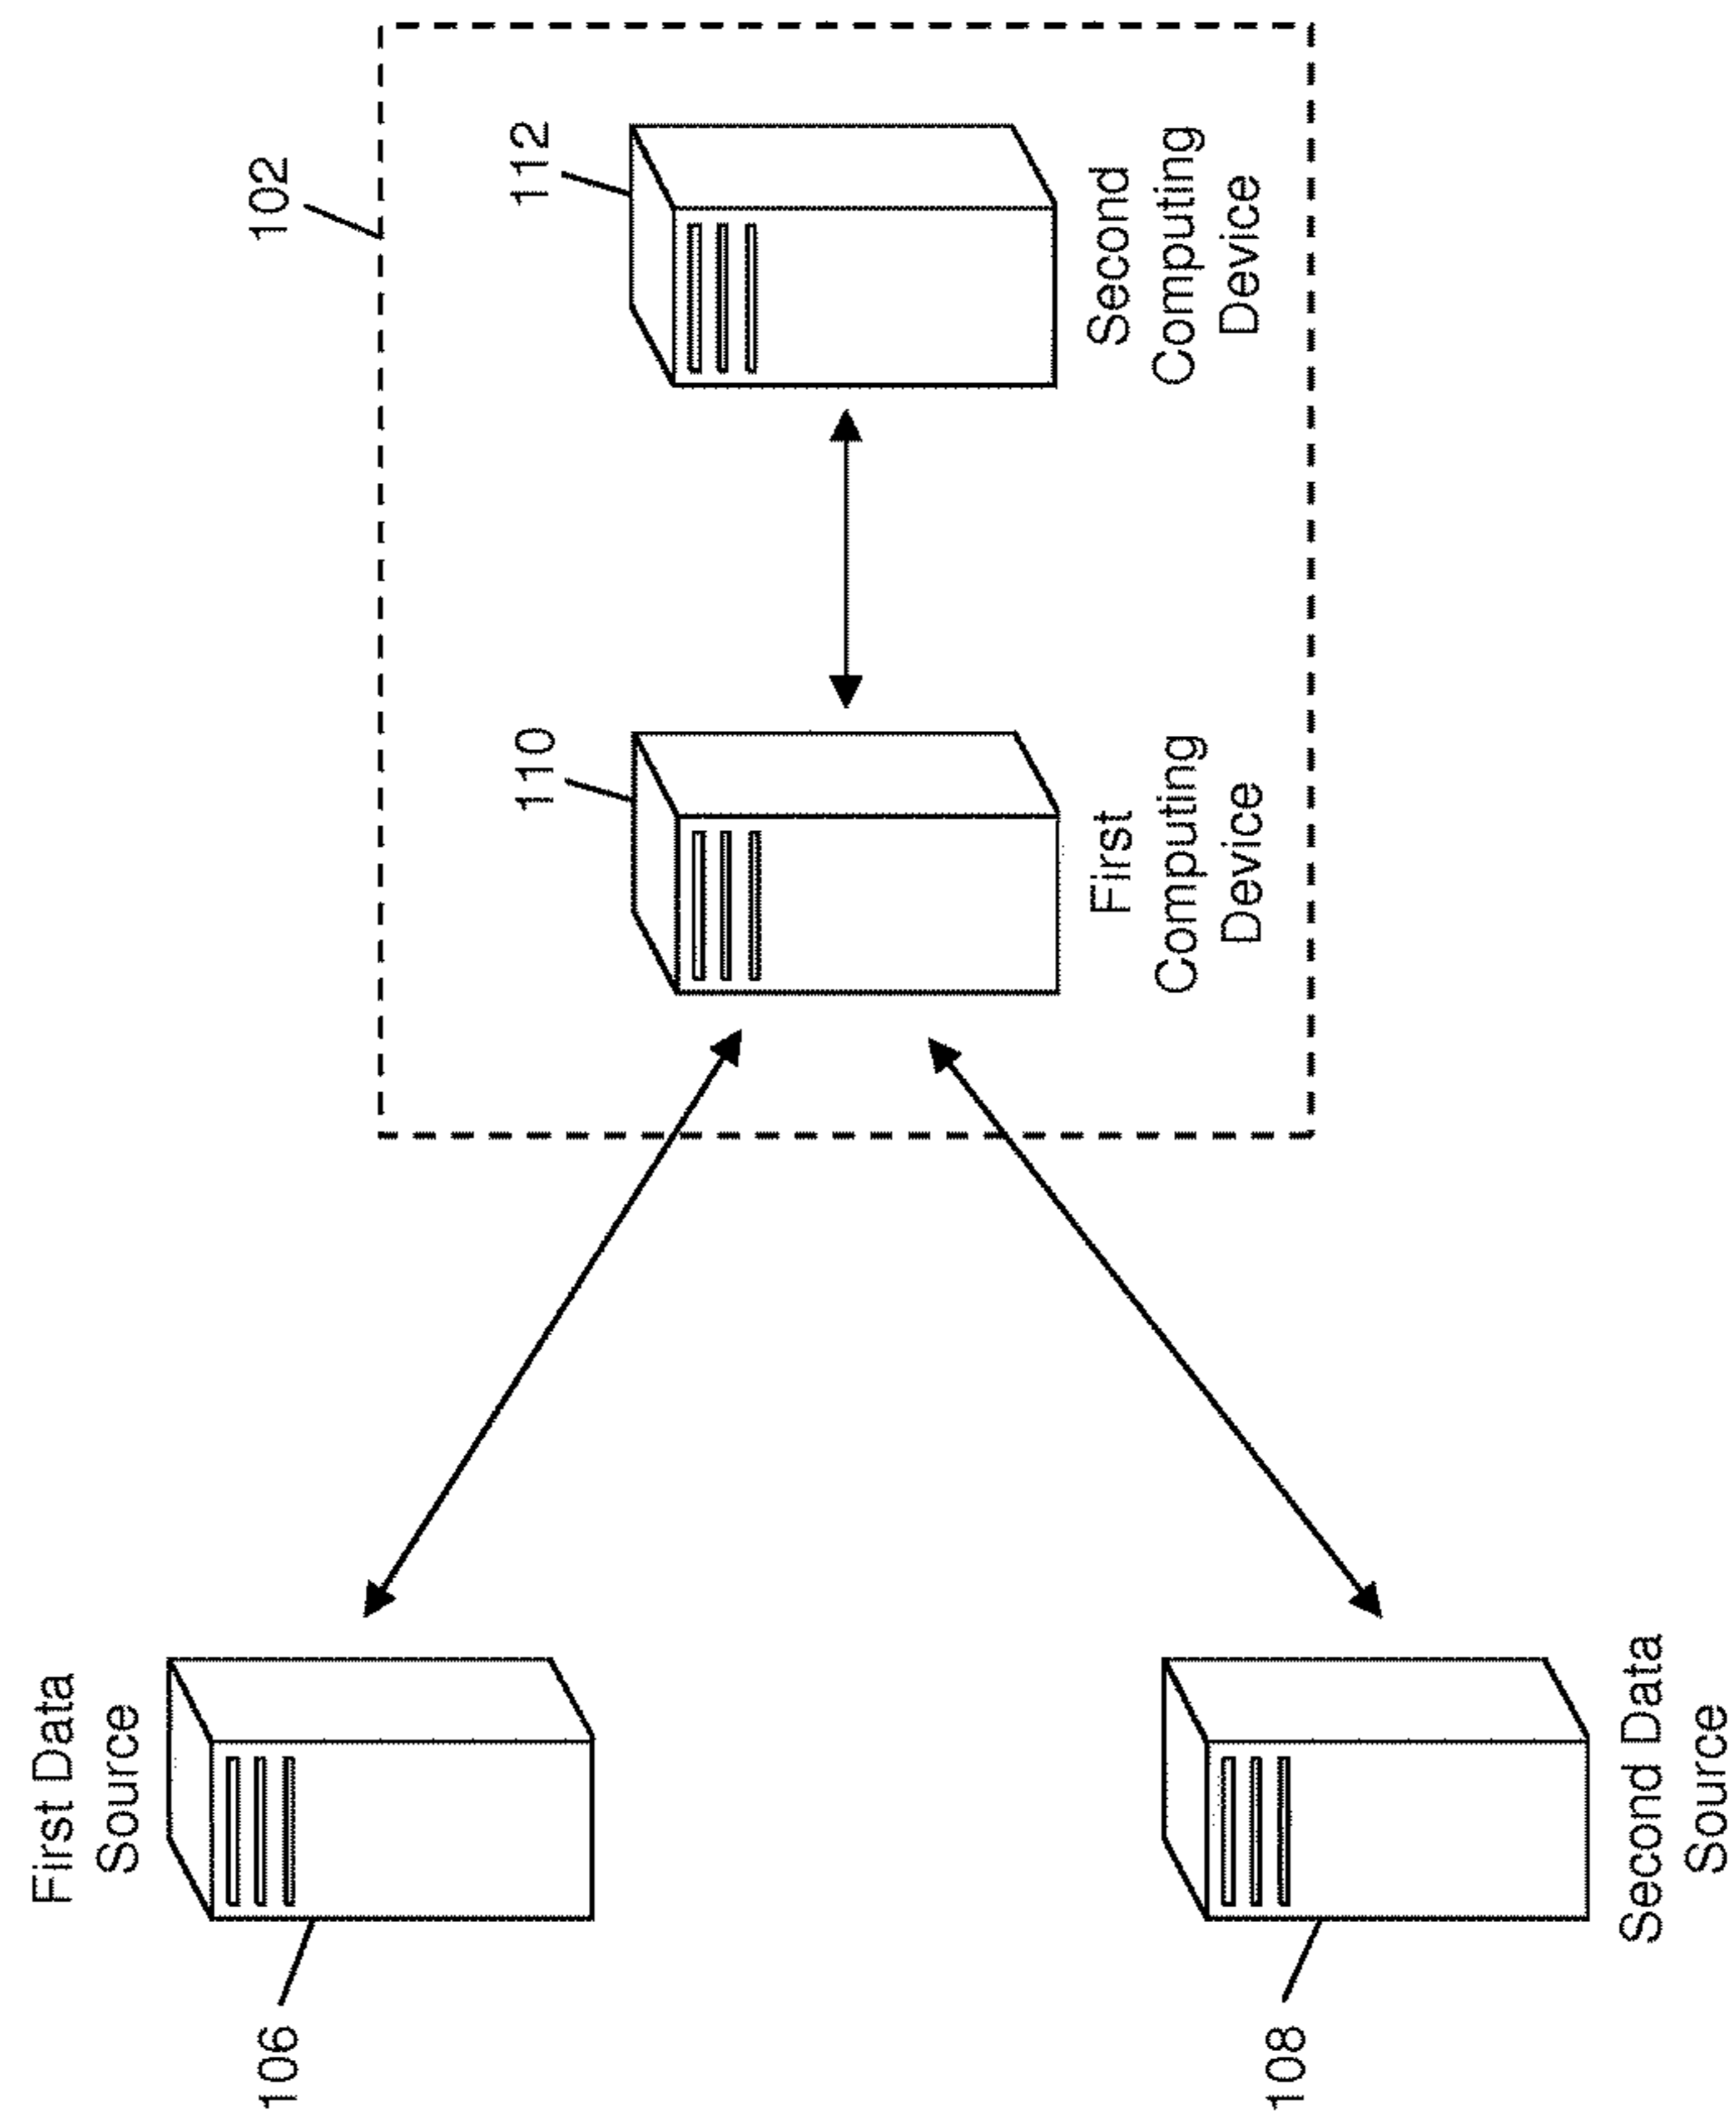 First Data
Source
106
102
110
112
First
Computing
Device
Second
Computing
Device
108
Second Data
Source